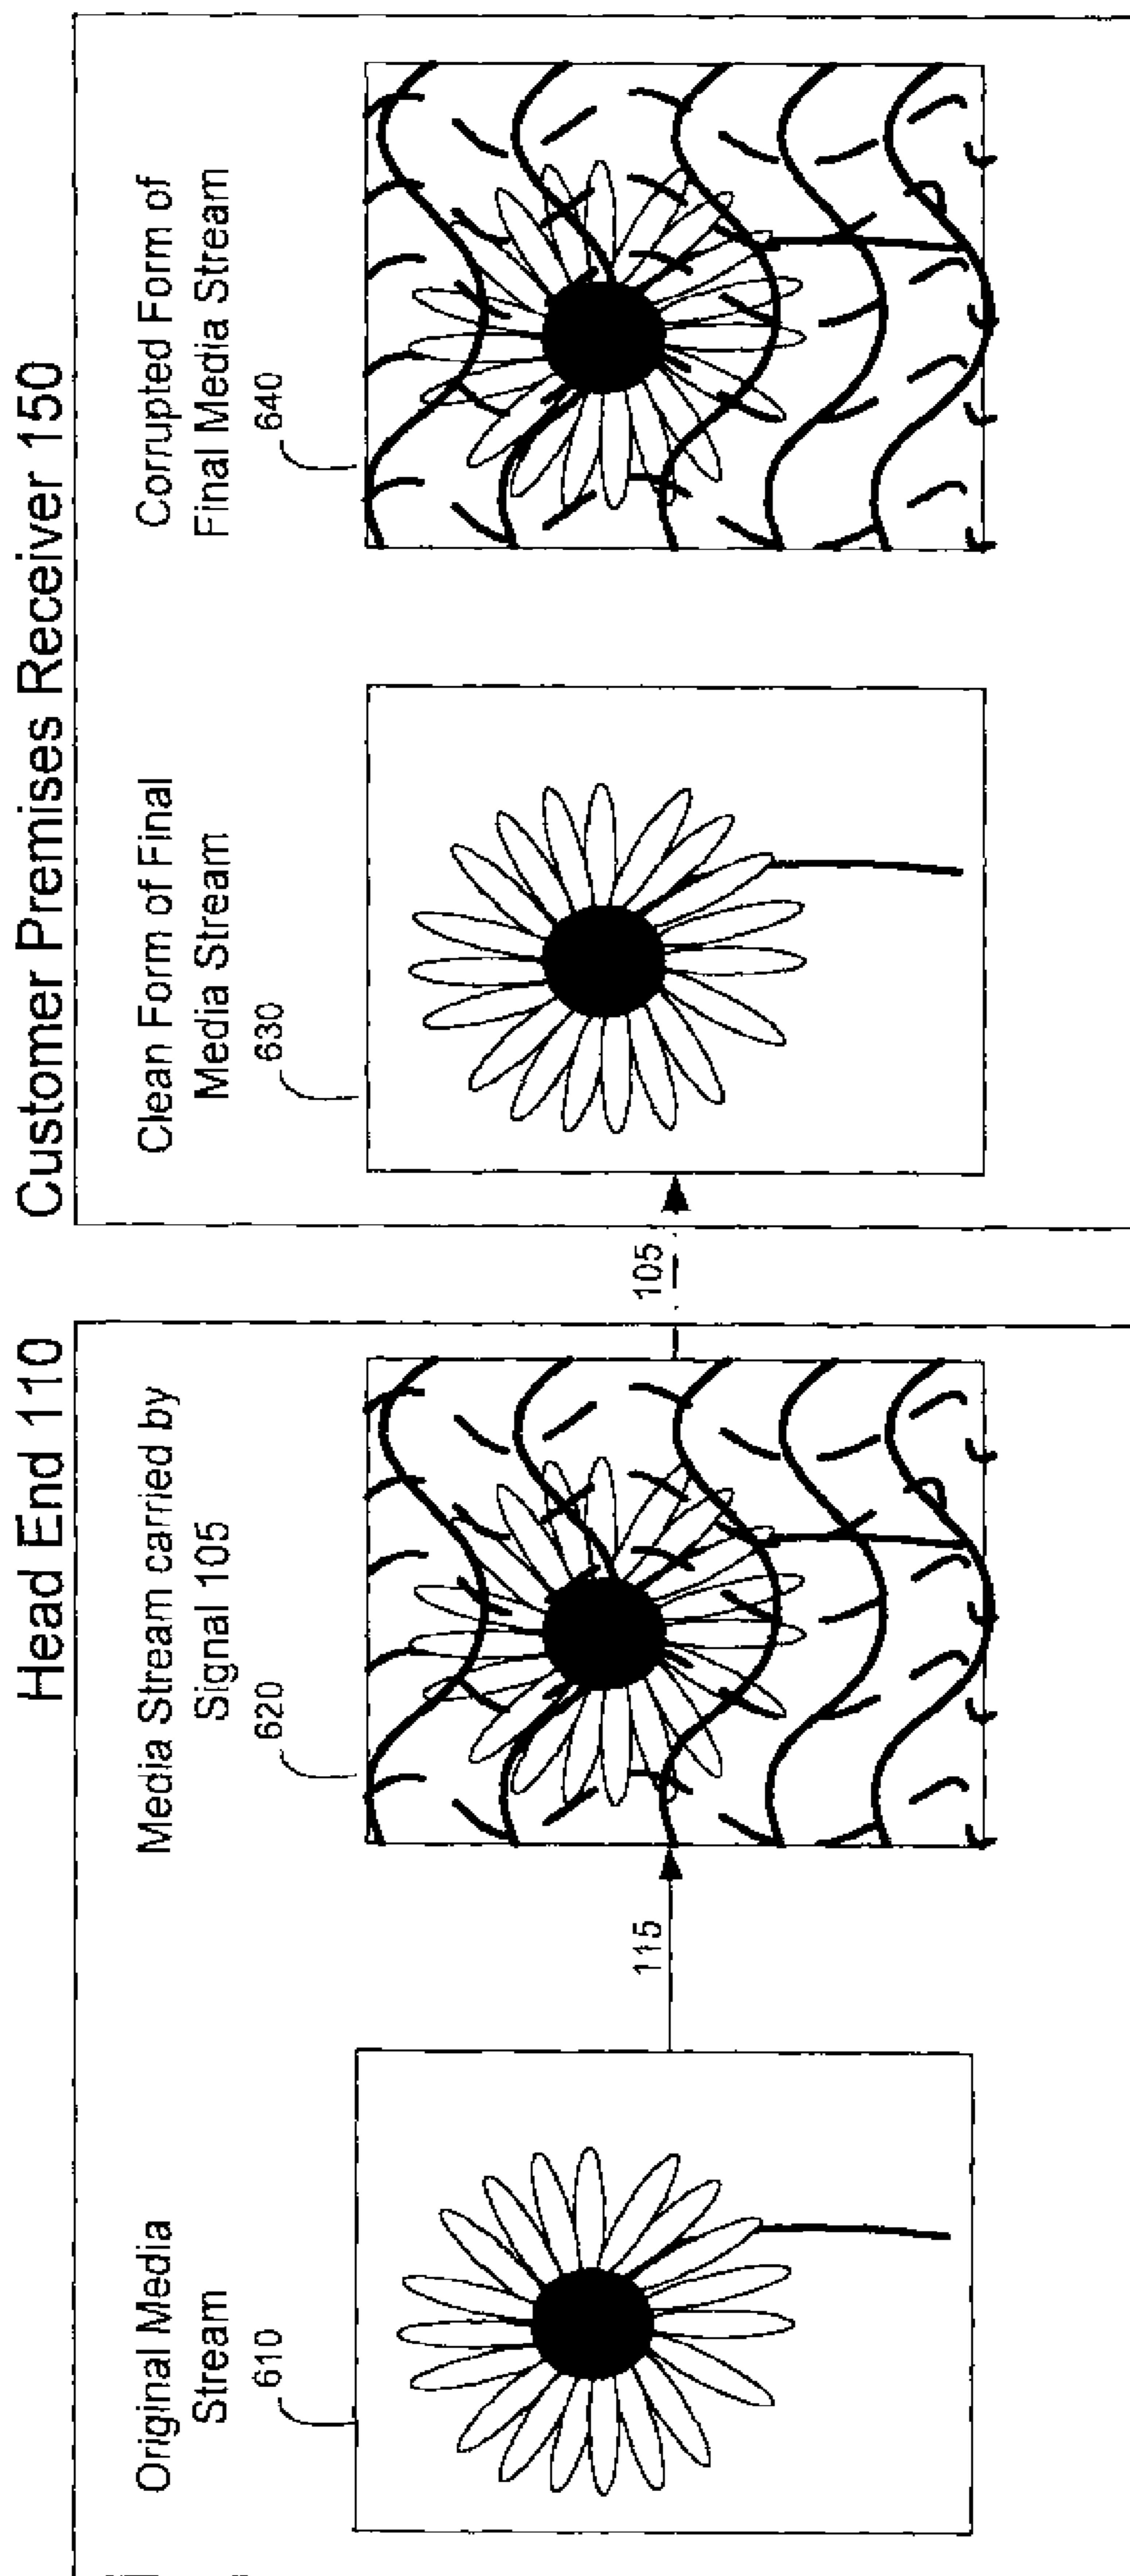 Head End 110
Original Media
Stream
610
115
Media Stream carried by
Signal 105
620
105
Customer Premises Receiver 150
Clean Form of Final
Media Stream
630
Corrupted Form of
Final Media Stream
640